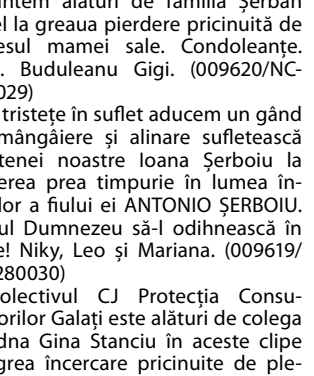 ntem alături de familia Șerban
el la greaua pierdere pricinuită de
esul mamei sale. Condoleanțe.
. Buduleanu Gigi. (009620/NC-
029)
tristețe în suflet aducem un gând
mângâiere și alinare sufletească
tenei noastre Ioana Șerboiu la
erea prea timpurie în lumea în-
lor a fiului ei ANTONIO ȘERBOIU.
ul Dumnezeu să-l odihnească în
e! Niky, Leo și Mariana. (009619/
280030)
olectivul CJ Protecția Consu-
orilor Galați este alături de colega
dna Gina Stanciu în aceste clipe
grea încercare pricinuite de ple-